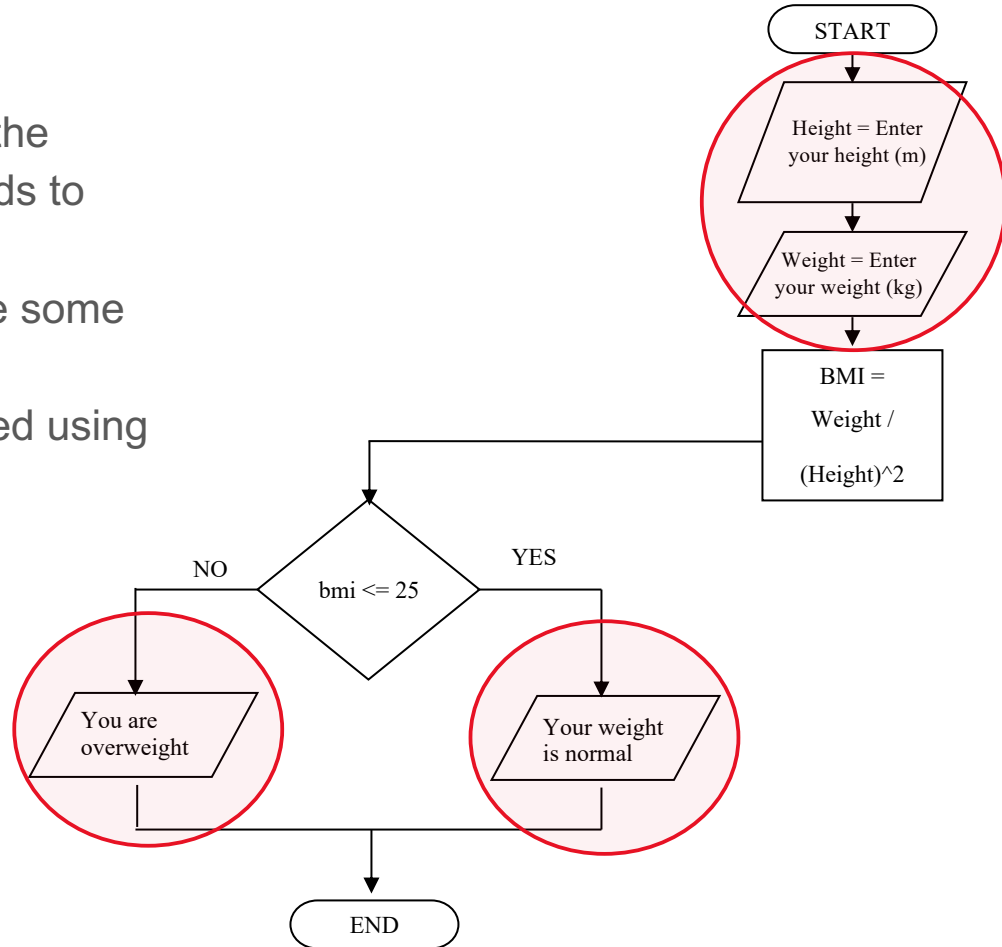 the
ds to
e some
ed using
START
Height = Enter
your height (m)
Weight = Enter
your weight (kg)
BMI =
Weight /
(Height)^2
bmi <= 25
NO
YES
You are
overweight
Your weight
is normal
END